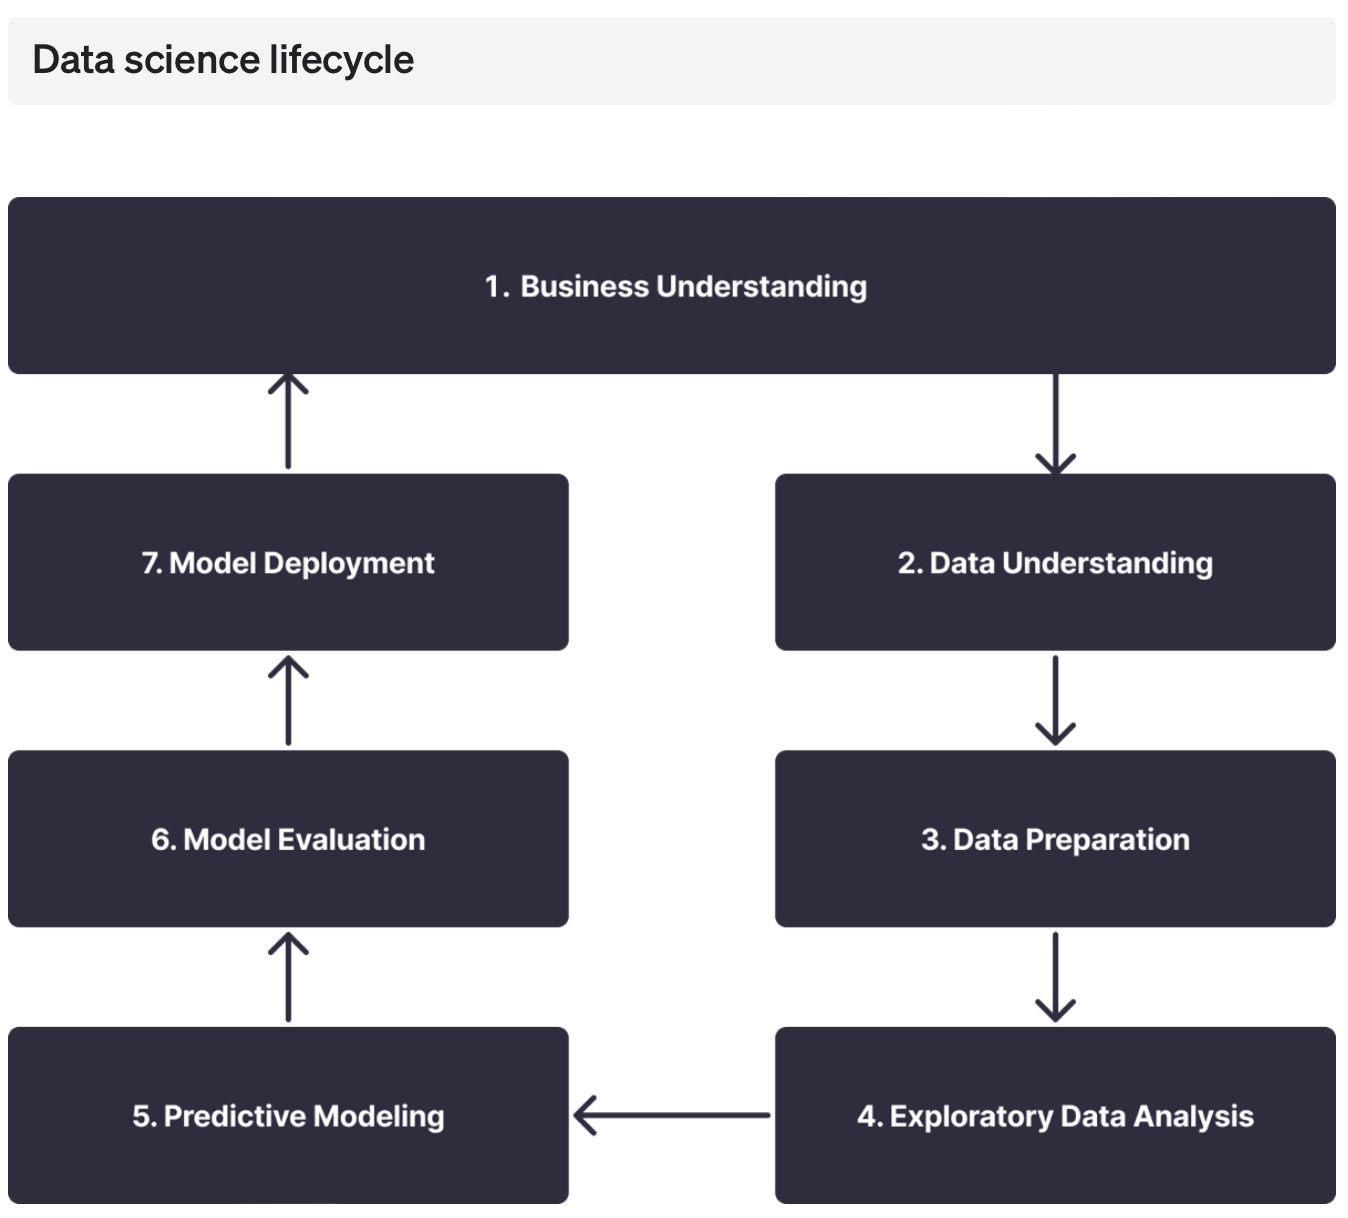 Data science lifecycle
1. Business Understanding
7. Model Deployment
2. Data Understanding
6. Model Evaluation
3. Data Preparation
5. Predictive Modeling
4. Exploratory Data Analysis